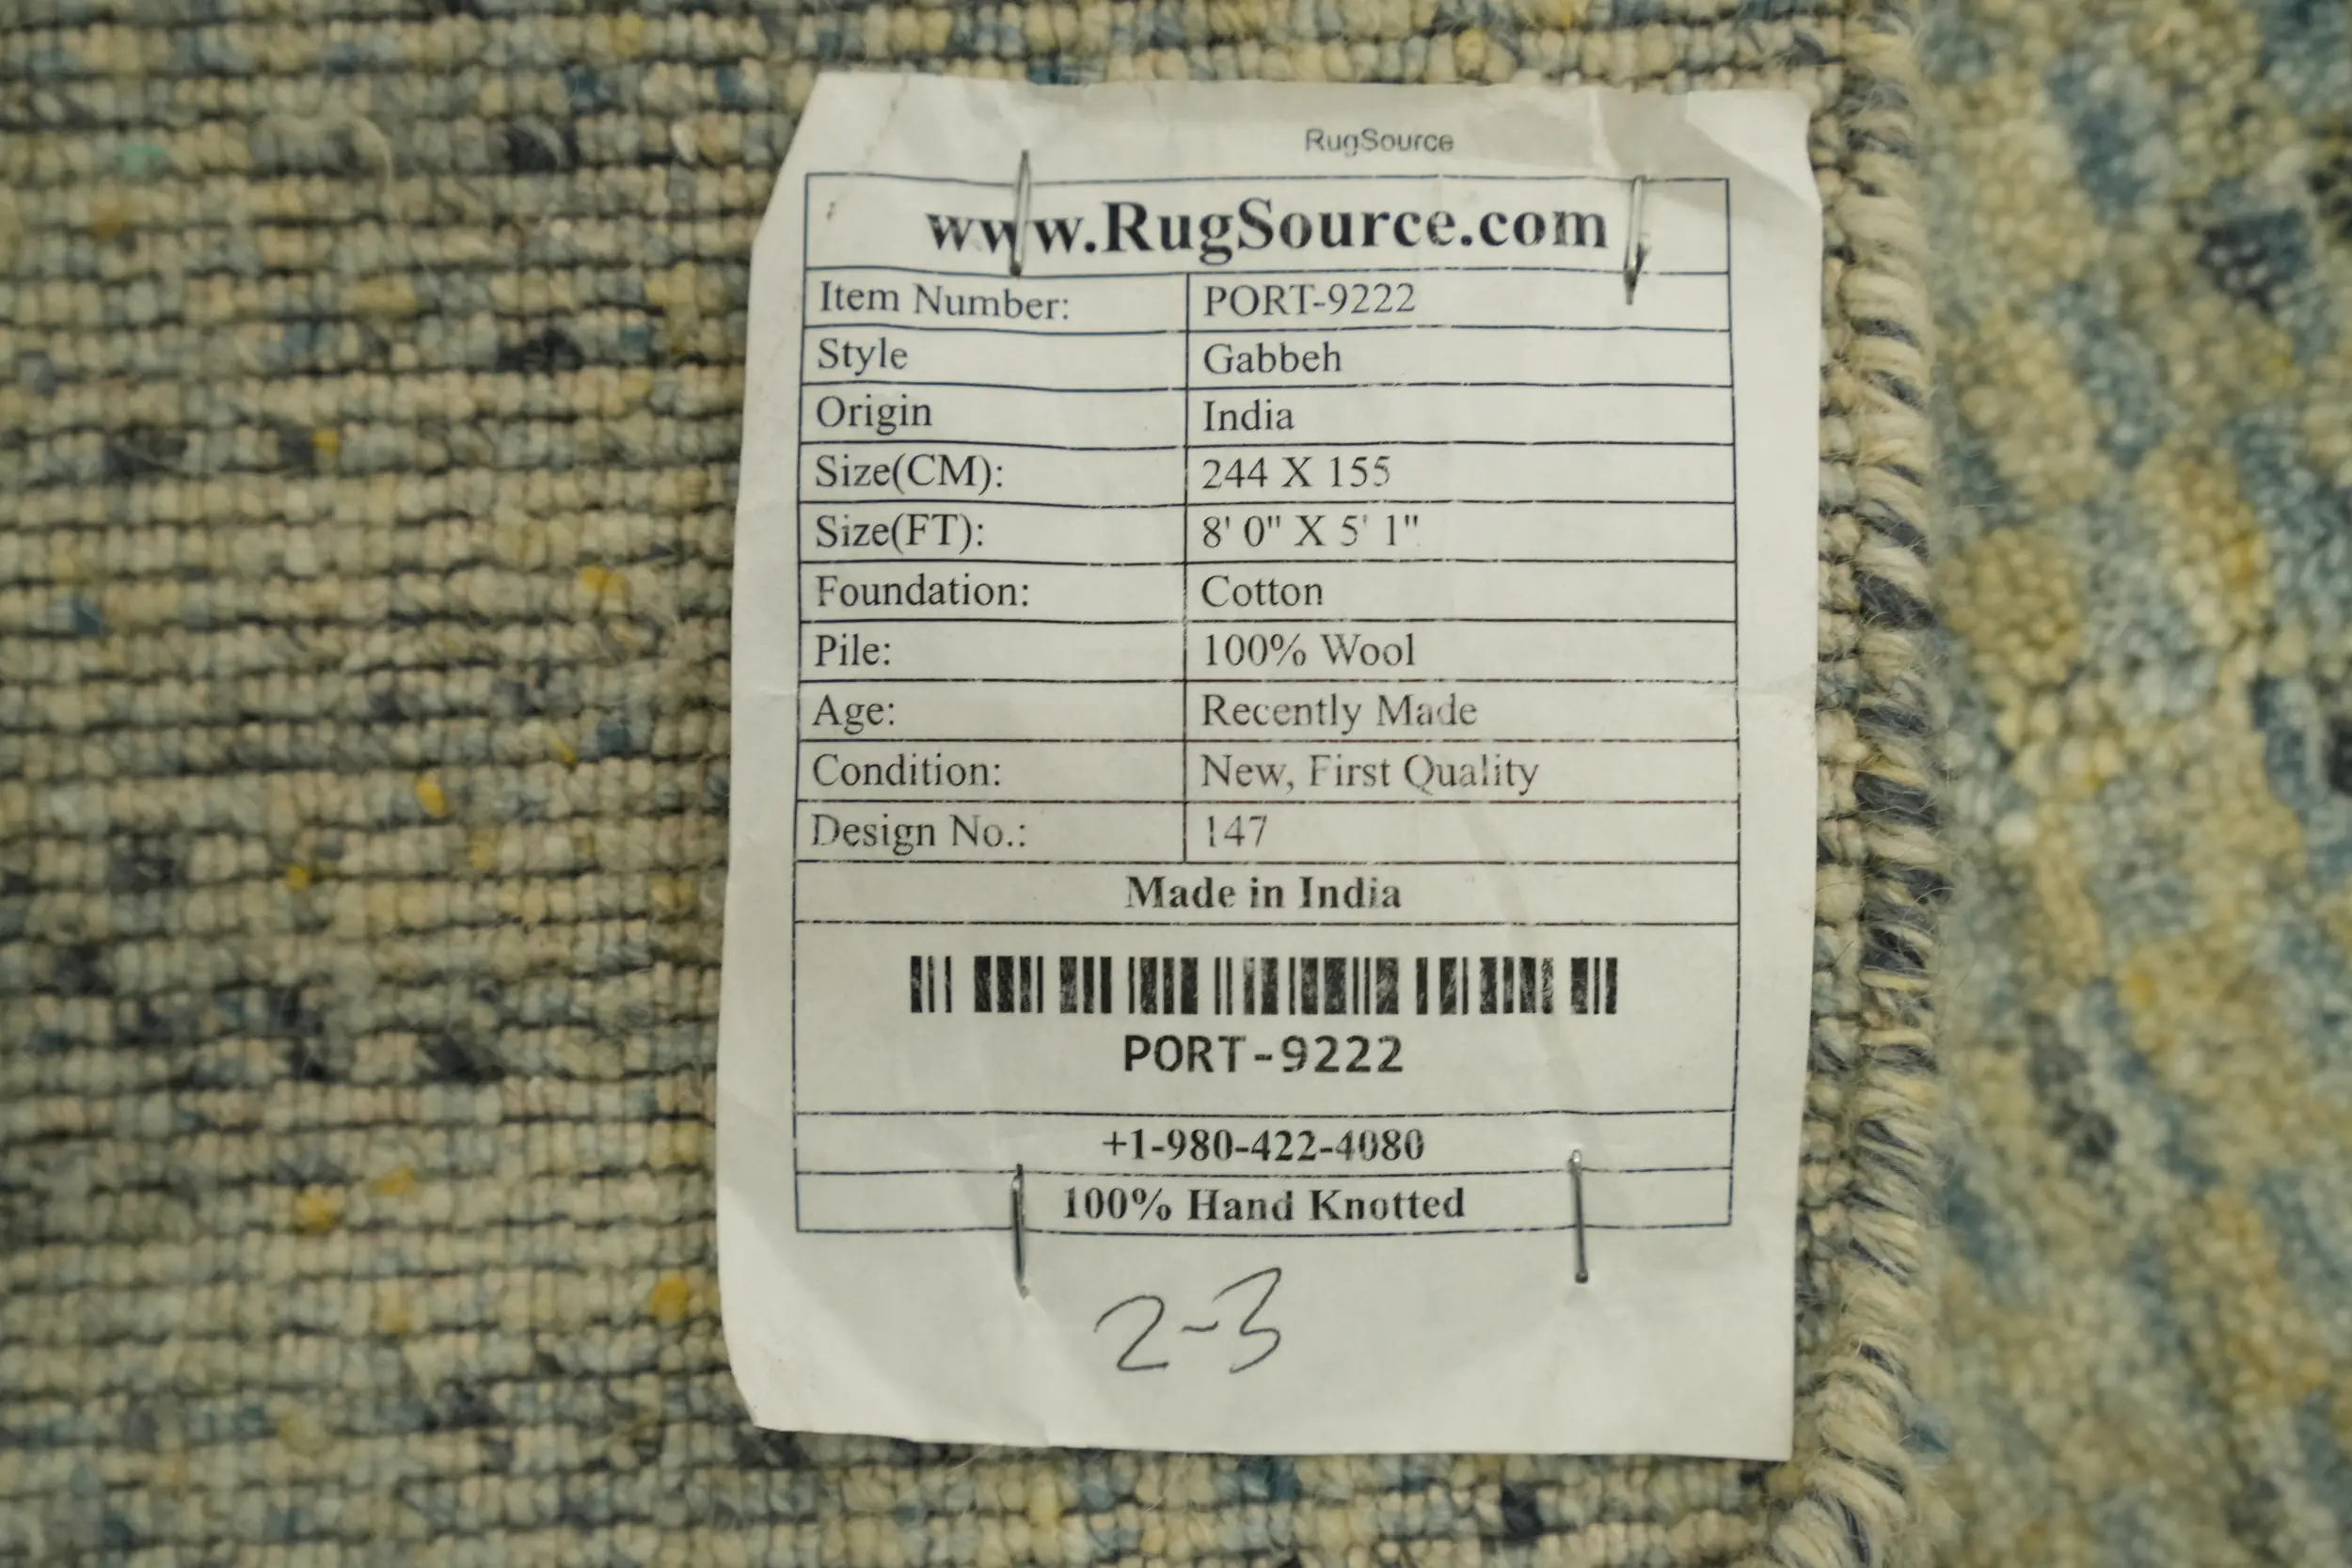 RugSource
www.RugSource.com
Item Number: PORT-9222
Style Gabbeh
Origin India
Size(CM): 244 X 155
Size(FT): 8' 0" X 5' 1"
Foundation: Cotton
Pile: 100% Wool
Age: Recently Made
Condition: New, First Quality
Design No.: 147
Made in India
PORT-9222
+1-980-422-4080
100% Hand Knotted
2-3